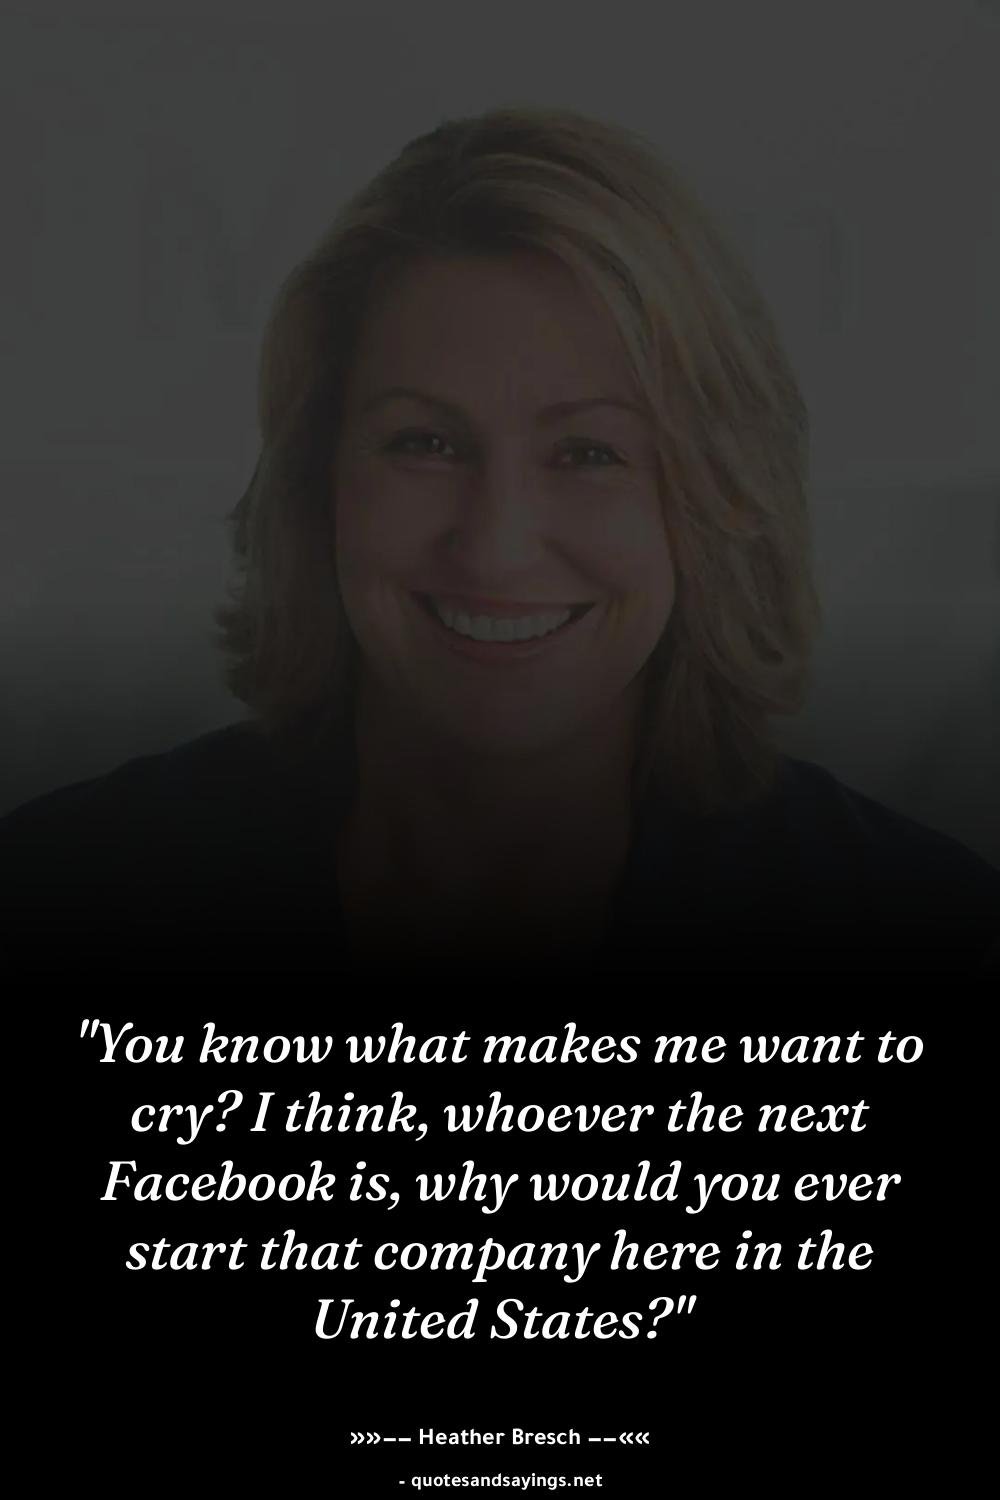 "You know what makes me want to
cry? I think, whoever the next
Facebook is, why would you ever
start that company here in the
United States?"
»»-- Heather Bresch --««
- quotesandsayings.net